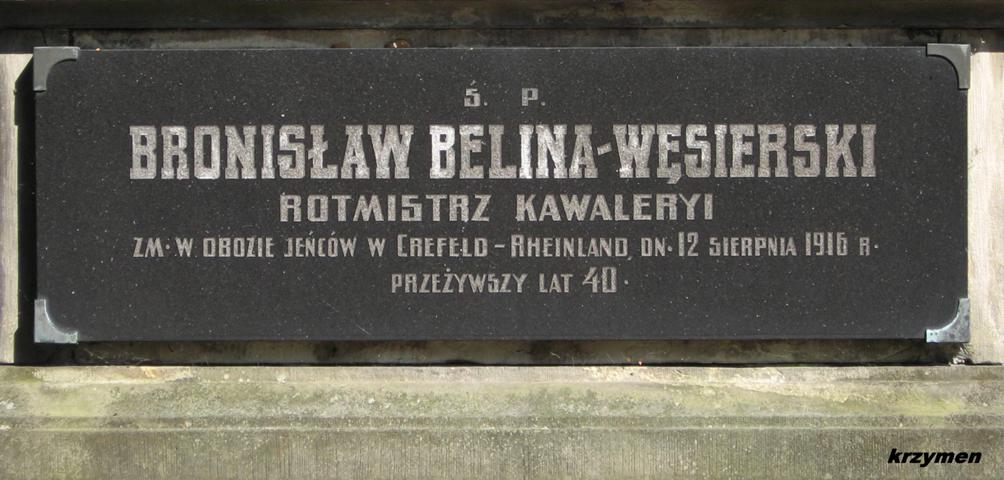 Ś. P.
BRONISŁAW BELINA-WĘSIERSKI
ROTMISTRZ KAWALERYI
ZM. W OBOZIE JEŃCÓW W CREFELD – RHEINLAND, DN. 12 SIERPNIA 1916 R.
PRZEŻYWSZY LAT 40.
krzymen